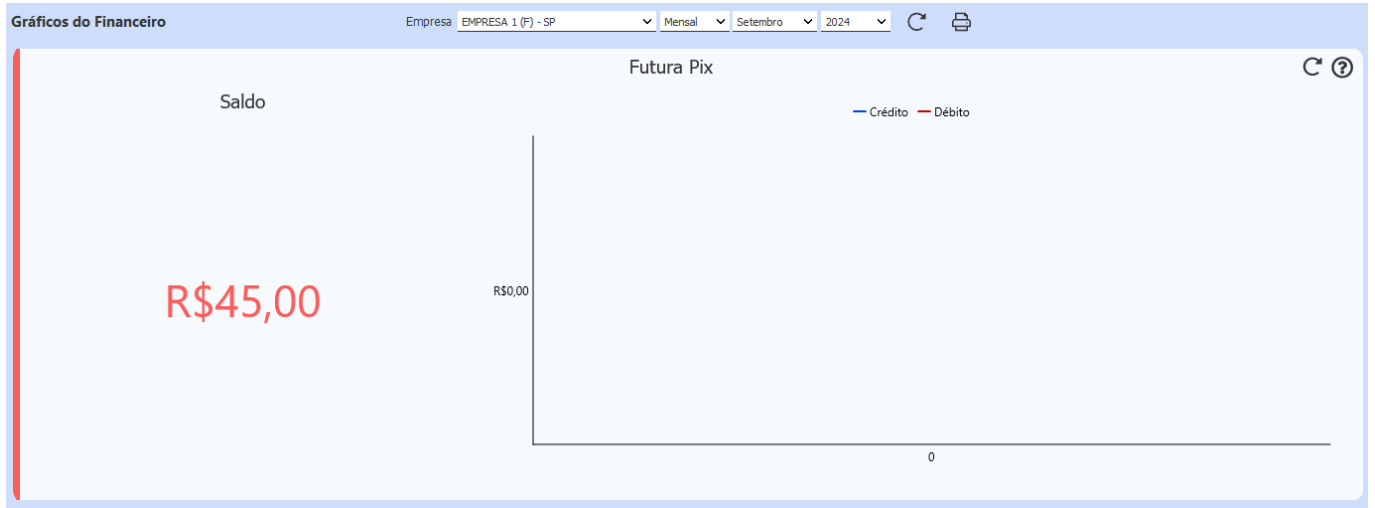 Gráficos do Financeiro Empresa EMPRESA 1 (F) - SP Mensal Setembro 2024
Futura Pix
Saldo
Crédito Débito
R$45,00
R$0,00
0